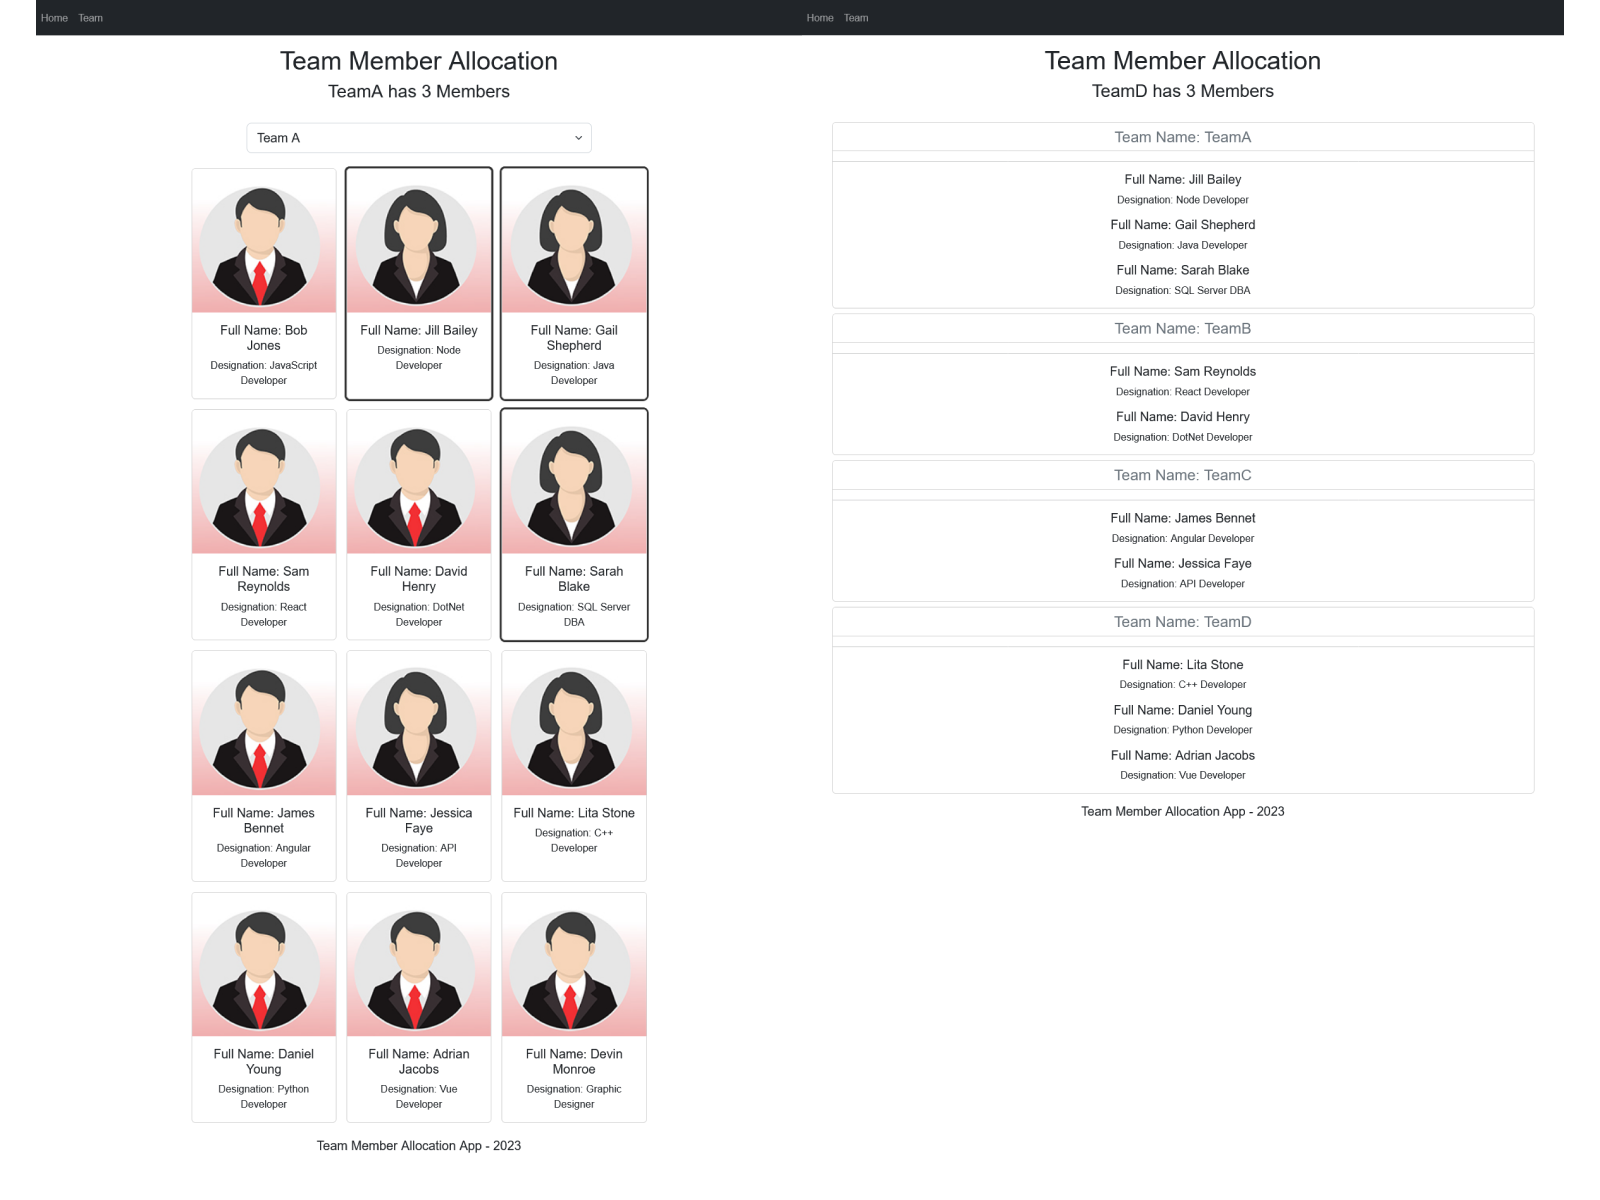 Home Team
Team Member Allocation
TeamA has 3 Members
Team A
Full Name: Bob
Jones
Designation: JavaScript
Developer
Full Name: Jill Bailey
Designation: Node
Developer
Full Name: Gail
Shepherd
Designation: Java
Developer
Full Name: Sam
Reynolds
Designation: React
Developer
Full Name: David
Henry
Designation: DotNet
Developer
Full Name: Sarah
Blake
Designation: SQL Server
DBA
Full Name: James
Bennet
Designation: Angular
Developer
Full Name: Jessica
Faye
Designation: API
Developer
Full Name: Lita Stone
Designation: C++
Developer
Full Name: Daniel
Young
Designation: Python
Developer
Full Name: Adrian
Jacobs
Designation: Vue
Developer
Full Name: Devin
Monroe
Designation: Graphic
Designer
Team Member Allocation App - 2023
Home Team
Team Member Allocation
TeamD has 3 Members
Team Name: TeamA
Full Name: Jill Bailey
Designation: Node Developer
Full Name: Gail Shepherd
Designation: Java Developer
Full Name: Sarah Blake
Designation: SQL Server DBA
Team Name: TeamB
Full Name: Sam Reynolds
Designation: React Developer
Full Name: David Henry
Designation: DotNet Developer
Team Name: TeamC
Full Name: James Bennet
Designation: Angular Developer
Full Name: Jessica Faye
Designation: API Developer
Team Name: TeamD
Full Name: Lita Stone
Designation: C++ Developer
Full Name: Daniel Young
Designation: Python Developer
Full Name: Adrian Jacobs
Designation: Vue Developer
Team Member Allocation App - 2023